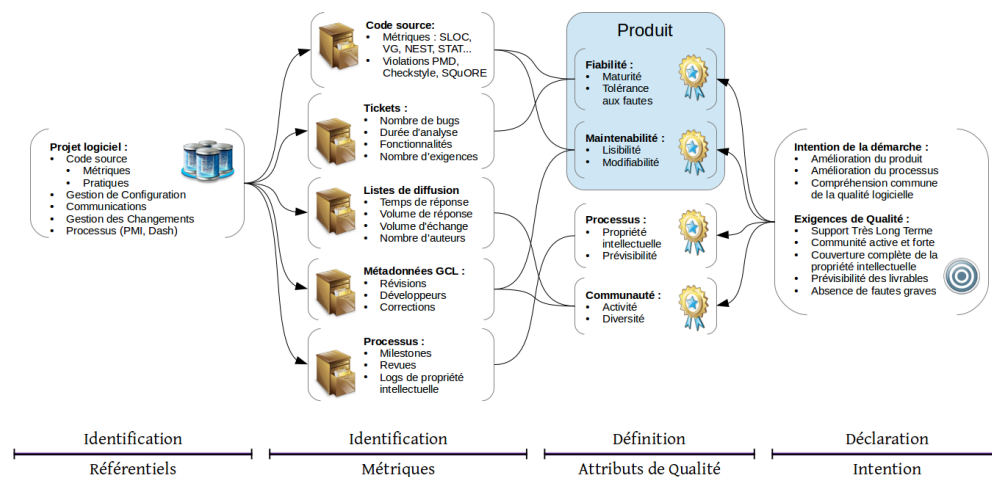 Projet logiciel :
• Code source
• Métriques
• Pratiques
• Gestion de Configuration
• Communications
• Gestion des Changements
• Processus (PMI, Dash)
Code source:
• Métriques : SLOC,
VG, NEST, STAT...
• Violations PMD,
Checkstyle, SQuORE
Tickets :
• Nombre de bugs
• Durée d'analyse
• Fonctionnalités
• Nombre d'exigences
Listes de diffusion
• Temps de réponse
• Volume de réponse
• Volume d'échange
• Nombre d'auteurs
Métadonnées GCL :
• Révisions
• Développeurs
• Corrections
Processus :
• Milestones
• Revues
• Logs de propriété
intellectuelle
Produit
Fiabilité :
• Maturité
• Tolérance
aux fautes
Maintenabilité :
• Lisibilité
• Modifiabilité
Processus :
• Propriété
intellectuelle
• Prévisibilité
Communauté :
• Activité
• Diversité
Intention de la démarche :
• Amélioration du produit
• Amélioration du processus
• Compréhension commune
de la qualité logicielle
Exigences de Qualité :
• Support Très Long Terme
• Communité active et forte
• Couverture complète de la
propriété intellectuelle
• Prévisibilité des livrables
• Absence de fautes graves
Identification
Référentiels
Identification
Métriques
Définition
Attributs de Qualité
Déclaration
Intention